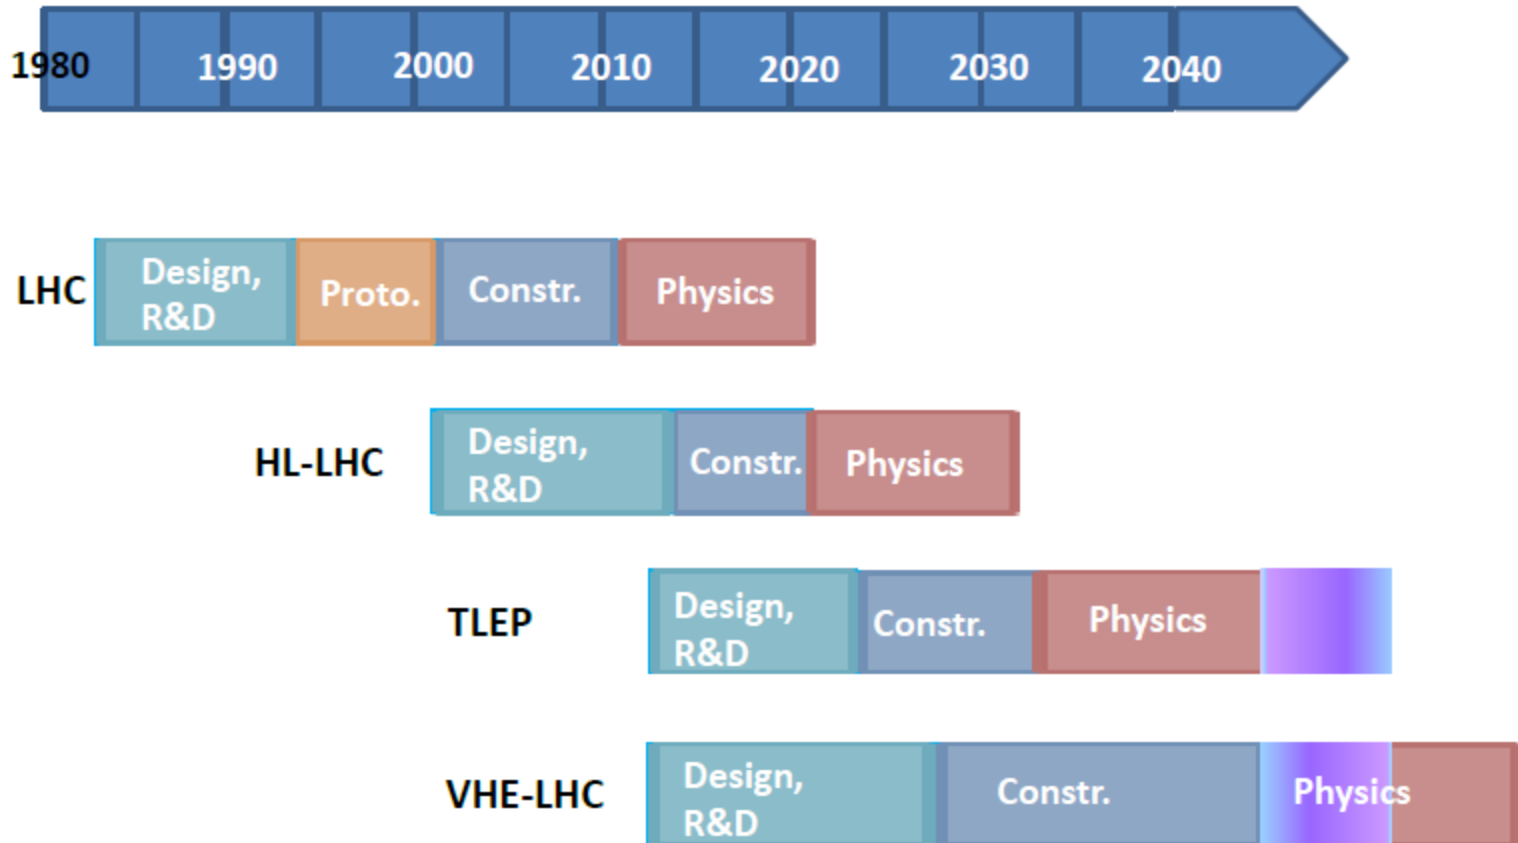 1980 1990 2000 2010 2020 2030 2040
LHC
Design,
R&D
Proto.
Constr.
Physics
HL-LHC
Design,
R&D
Constr.
Physics
TLEP
Design,
R&D
Constr.
Physics
VHE-LHC
Design,
R&D
Constr.
Physics